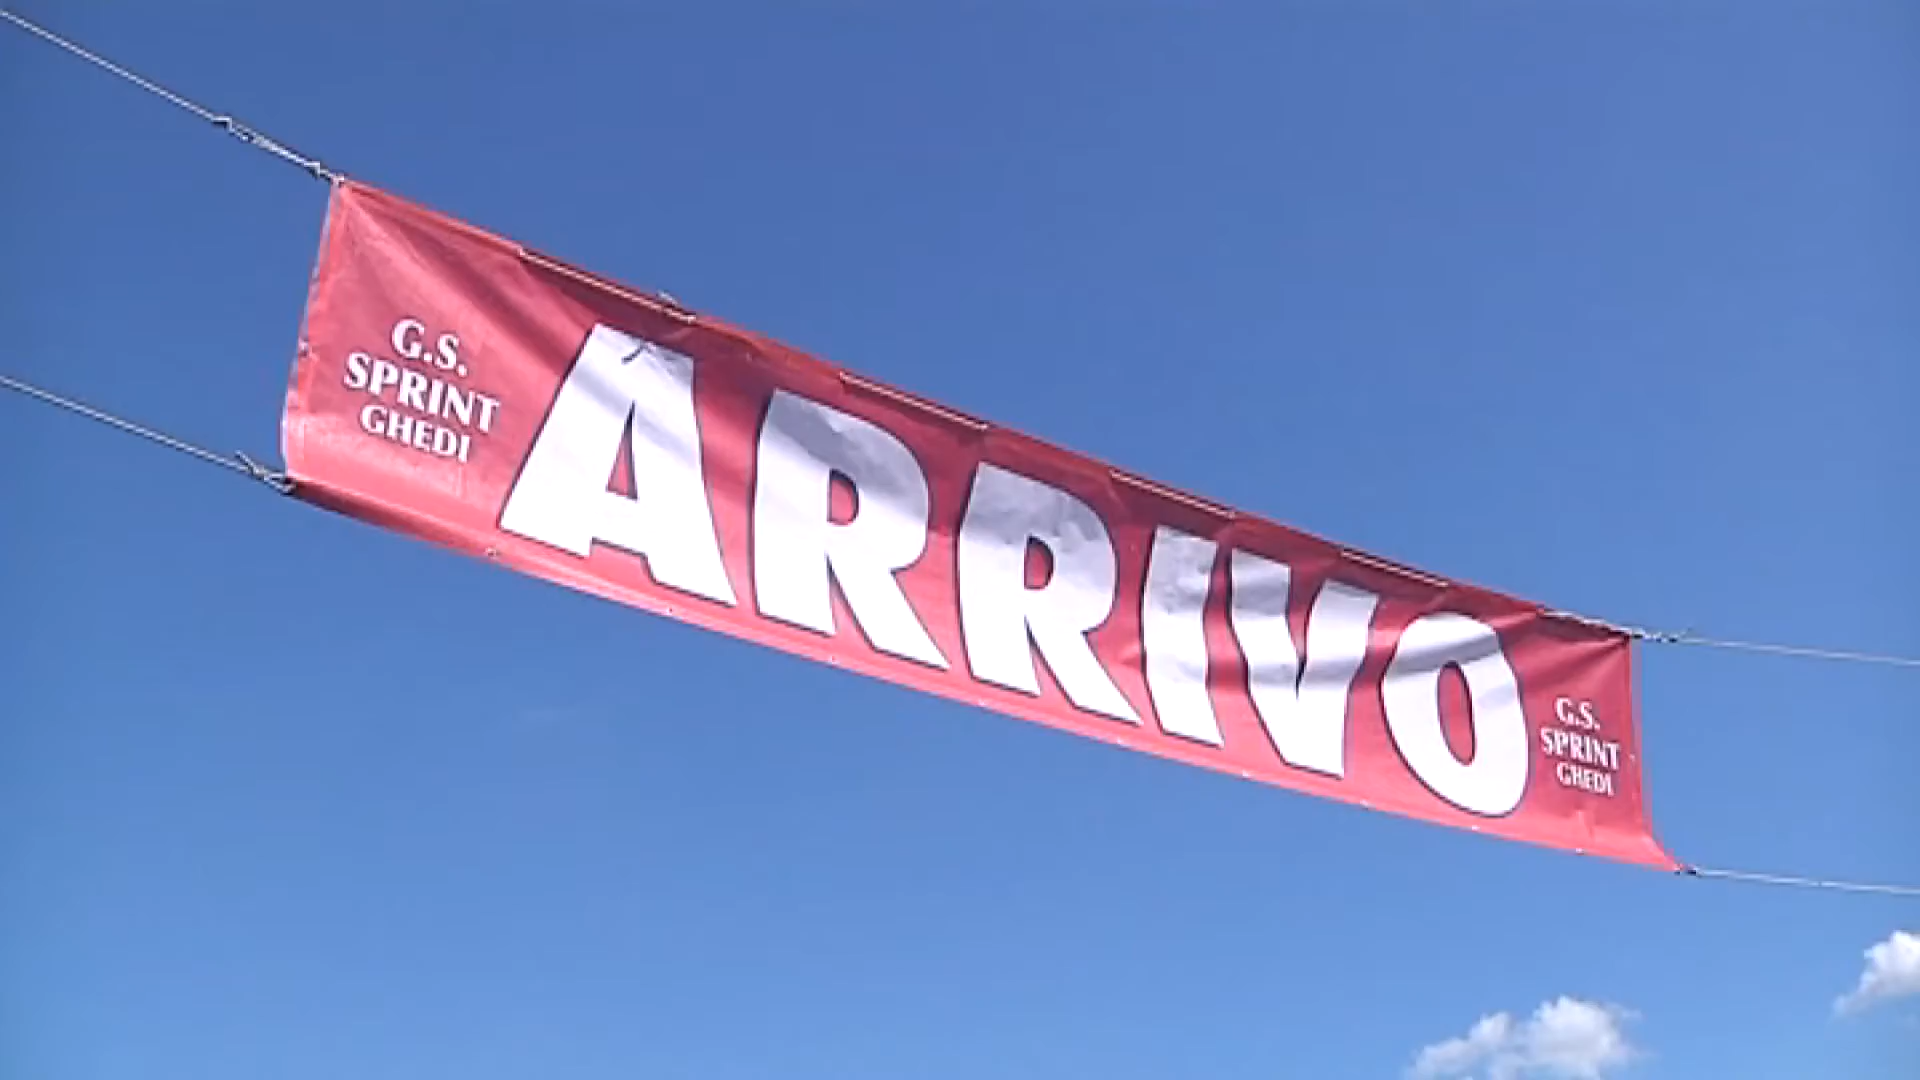 G.S.
SPRINT
GHEDI
ARRIVO
G.S.
SPRINT
GHEDI